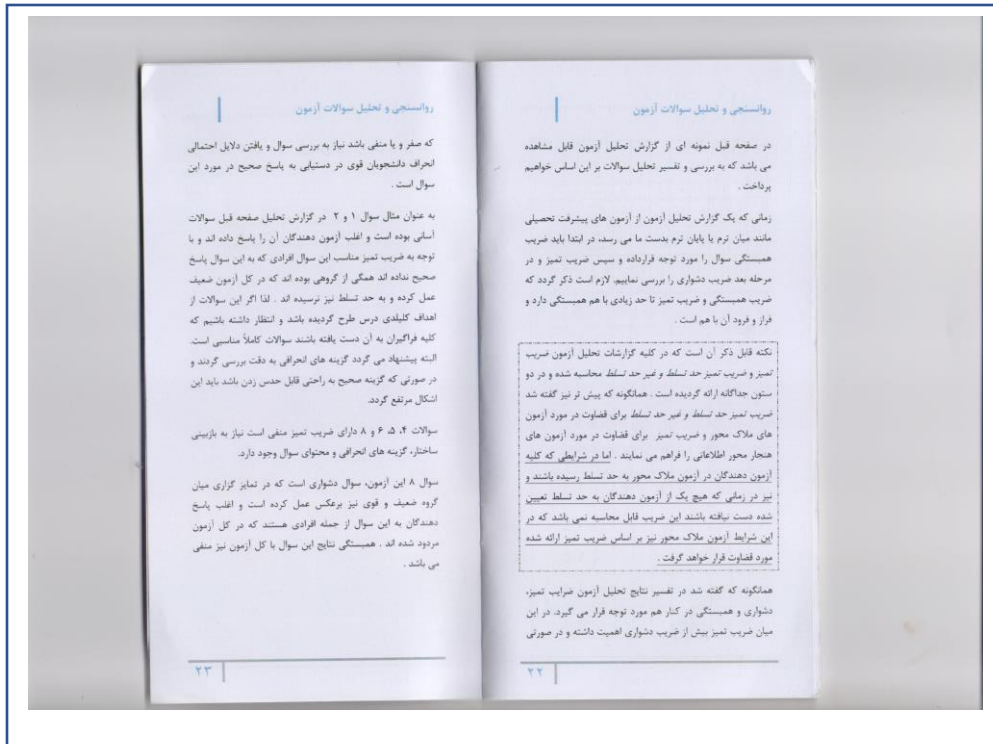 روانسنجی و تحلیل سوالات آزمون
در صفحه قبل نمونه ای از گزارش تحلیل آزمون قابل مشاهده
می باشد که به بررسی و تفسیر تحلیل سوالات بر این اساس خواهیم
پرداخت .
زمانی که یک گزارش تحلیل آزمون از آزمون های پیشرفت تحصیلی
مانند میان ترم یا پایان ترم بدست ما می رسد، در ابتدا باید ضریب
همبستگی سوال را مورد توجه قرارداده و سپس ضریب تمیز و در
مرحله بعد ضریب دشواری را بررسی نماییم. لازم است ذکر گردد که
ضریب همبستگی و ضریب تمیز تا حد زیادی با هم همبستگی دارد و
فراز و فرود آن با هم است .
نکته قابل ذکر آن است که در کلیه گزارشات تحلیل آزمون ضریب
تمیز و ضریب تمیز حد تسلط و غیر حد تسلط محاسبه شده و در دو
ستون جداگانه ارائه گردیده است . همانگونه که پیش تر نیز گفته شد
ضریب تمیز حد تسلط و غیر حد تسلط برای قضاوت در مورد آزمون
های ملاک محور و ضریب تمیز برای قضاوت در مورد آزمون های
هنجار محور اطلاعاتی را فراهم می نمایند . اما در شرایطی که کلیه
آزمون دهندگان در آزمون ملاک محور به حد تسلط رسیده باشند و
نیز در زمانی که هیچ یک از آزمون دهندگان به حد تسلط تعیین
شده دست نیافته باشند این ضریب قابل محاسبه نمی باشد که در
این شرایط آزمون ملاک محور نیز بر اساس ضریب تمیز ارائه شده
مورد قضاوت قرار خواهد گرفت .
همانگونه که گفته شد در تفسیر نتایج تحلیل آزمون ضرایب تمیز،
دشواری و همبستگی در کنار هم مورد توجه قرار می گیرد. در این
میان ضریب تمیز بیش از ضریب دشواری اهمیت داشته و در صورتی
۲۲
روانسنجی و تحلیل سوالات آزمون
که صفر و یا منفی باشد نیاز به بررسی سوال و یافتن دلایل احتمالی
انحراف دانشجویان قوی در دستیابی به پاسخ صحیح در مورد این
سوال است .
به عنوان مثال سوال ۱ و ۲ در گزارش تحلیل صفحه قبل سوالات
آسانی بوده است و اغلب آزمون دهندگان آن را پاسخ داده اند و با
توجه به ضریب تمیز مناسب این سوال افرادی که به این سوال پاسخ
صحیح نداده اند همگی از گروهی بوده اند که در کل آزمون ضعیف
عمل کرده و به حد تسلط نیز نرسیده اند . لذا اگر این سوالات از
اهداف کلیلدی درس طرح گردیده باشد و انتظار داشته باشیم که
کلیه فراگیران به آن دست یافته باشند سوالات کاملاً مناسبی است.
البته پیشنهاد می گردد گزینه های انحرافی به دقت بررسی گردند و
در صورتی که گزینه صحیح به راحتی قابل حدس زدن باشد باید این
اشکال مرتفع گردد.
سوالات ۴، ۵، ۶ و ۸ دارای ضریب تمیز منفی است نیاز به بازبینی
ساختار، گزینه های انحرافی و محتوای سوال وجود دارد.
سوال ۸ این آزمون، سوال دشواری است که در تمایز گزاری میان
گروه ضعیف و قوی نیز برعکس عمل کرده است و اغلب پاسخ
دهندگان به این سوال از جمله افرادی هستند که در کل آزمون
مردود شده اند . همبستگی نتایج این سوال با کل آزمون نیز منفی
می باشد .
۲۳